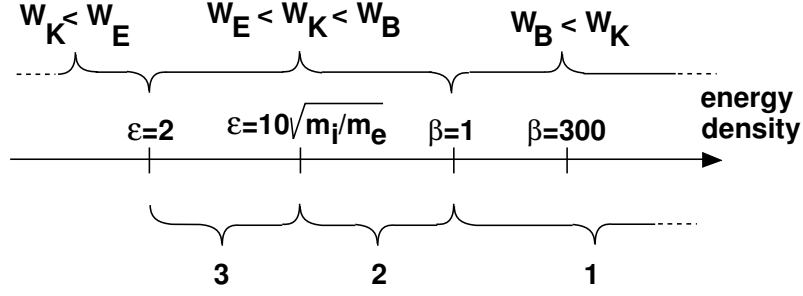 W_K < W_E
W_E < W_K < W_B
W_B < W_K
energy
density
ε=2
ε=10√m_i/m_e
β=1
β=300
3
2
1